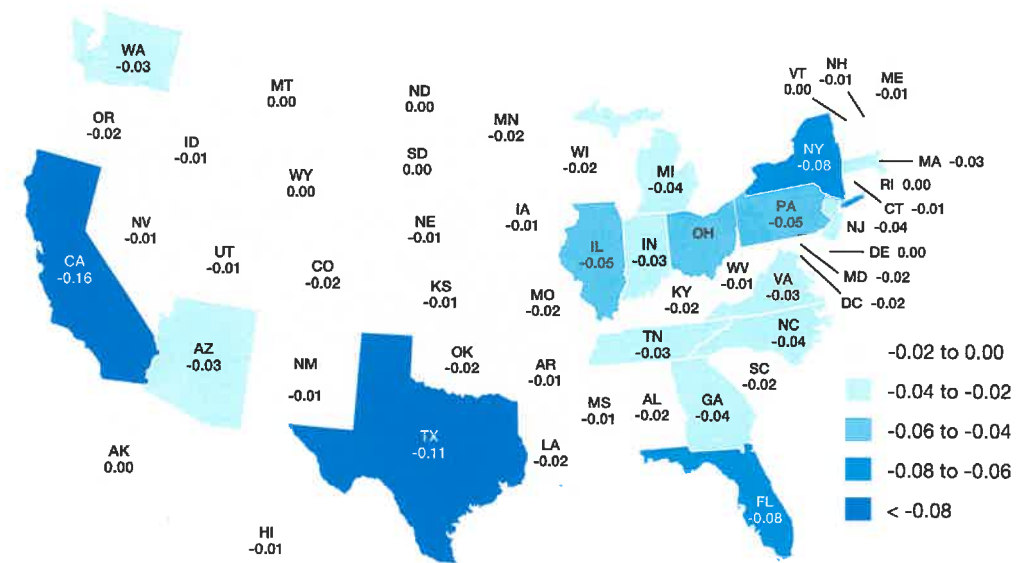 WA
-0.03
MT
0.00
ND
0.00
MN
-0.02
VT
0.00
NH
-0.01
ME
-0.01
OR
-0.02
ID
-0.01
WY
0.00
SD
0.00
WI
-0.02
MI
-0.04
NY
-0.08
MA -0.03
RI 0.00
CT -0.01
NJ -0.04
DE 0.00
MD -0.02
DC -0.02
CA
-0.16
NV
-0.01
UT
-0.01
CO
-0.02
NE
-0.01
KS
-0.01
IA
-0.01
MO
-0.02
IL
-0.05
IN
-0.03
OH
PA
-0.05
WV
-0.01
VA
-0.03
KY
-0.02
AZ
-0.03
NM
-0.01
OK
-0.02
AR
-0.01
TN
-0.03
NC
-0.04
SC
-0.02
TX
-0.11
LA
-0.02
MS
-0.01
AL
-0.02
GA
-0.04
FL
-0.08
AK
0.00
HI
-0.01
-0.02 to 0.00
-0.04 to -0.02
-0.06 to -0.04
-0.08 to -0.06
< -0.08